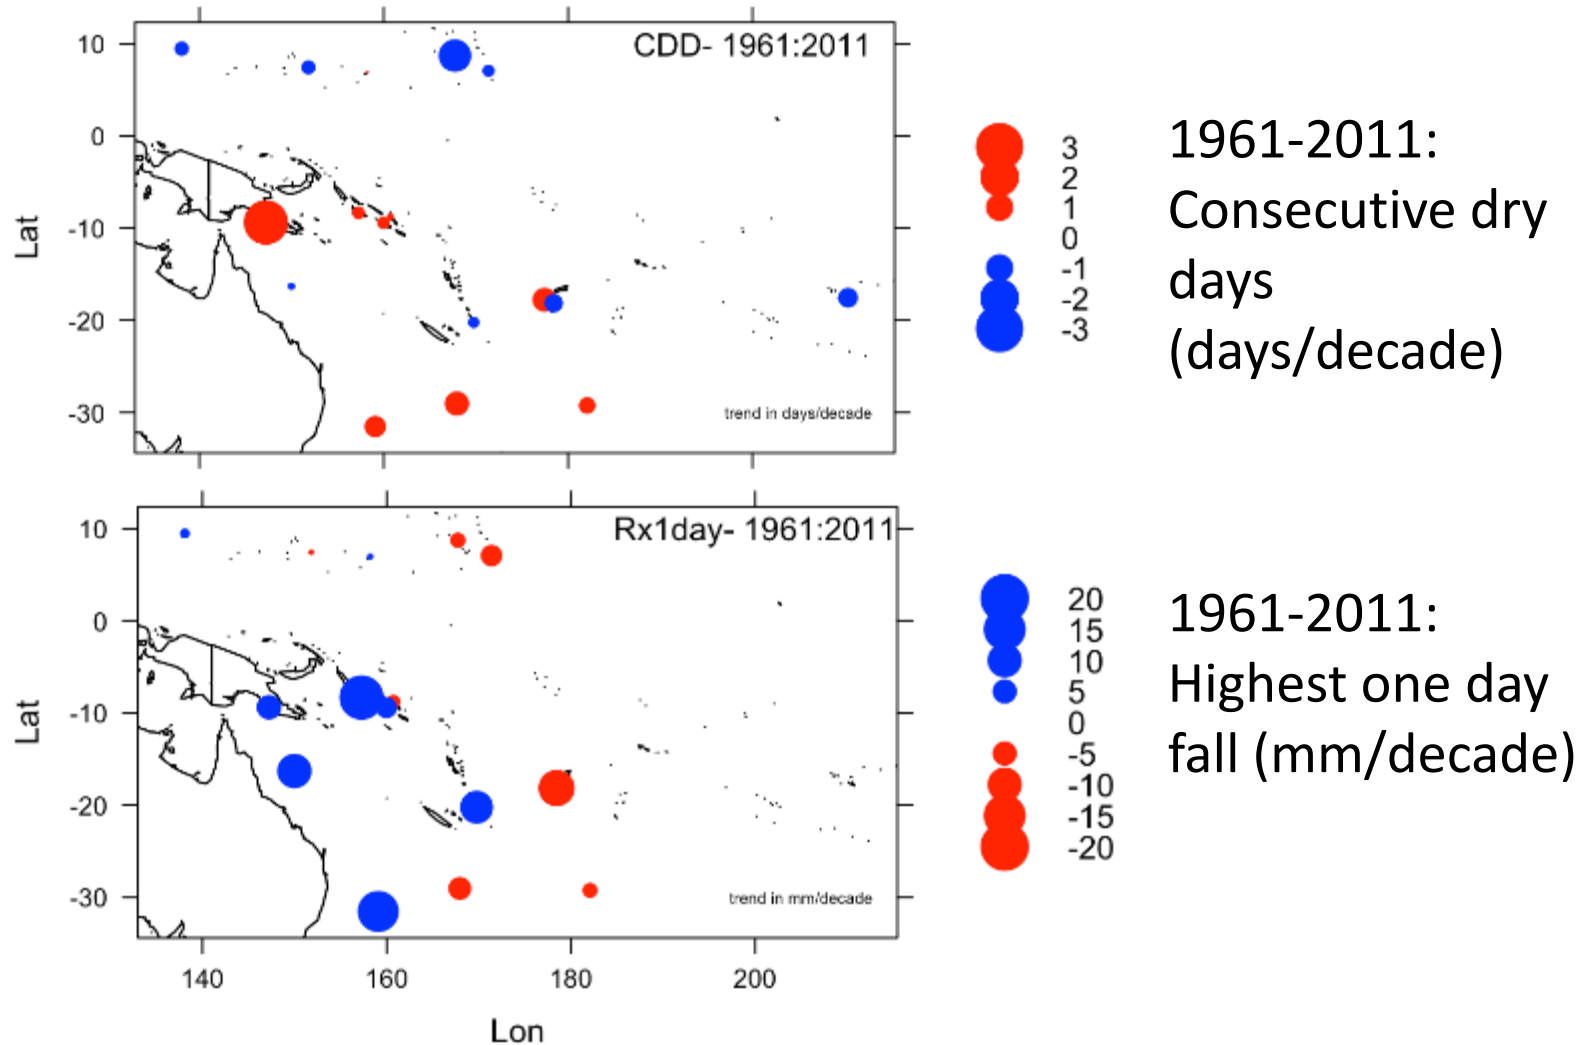 CDD- 1961:2011
10
0
-10
-20
-30
Lat
trend in days/decade
3
2
1
0
-1
-2
-3
1961-2011:
Consecutive dry
days
(days/decade)
Rx1day- 1961:2011
10
0
-10
-20
-30
Lat
trend in mm/decade
140
160
180
200
Lon
20
15
10
5
0
-5
-10
-15
-20
1961-2011:
Highest one day
fall (mm/decade)